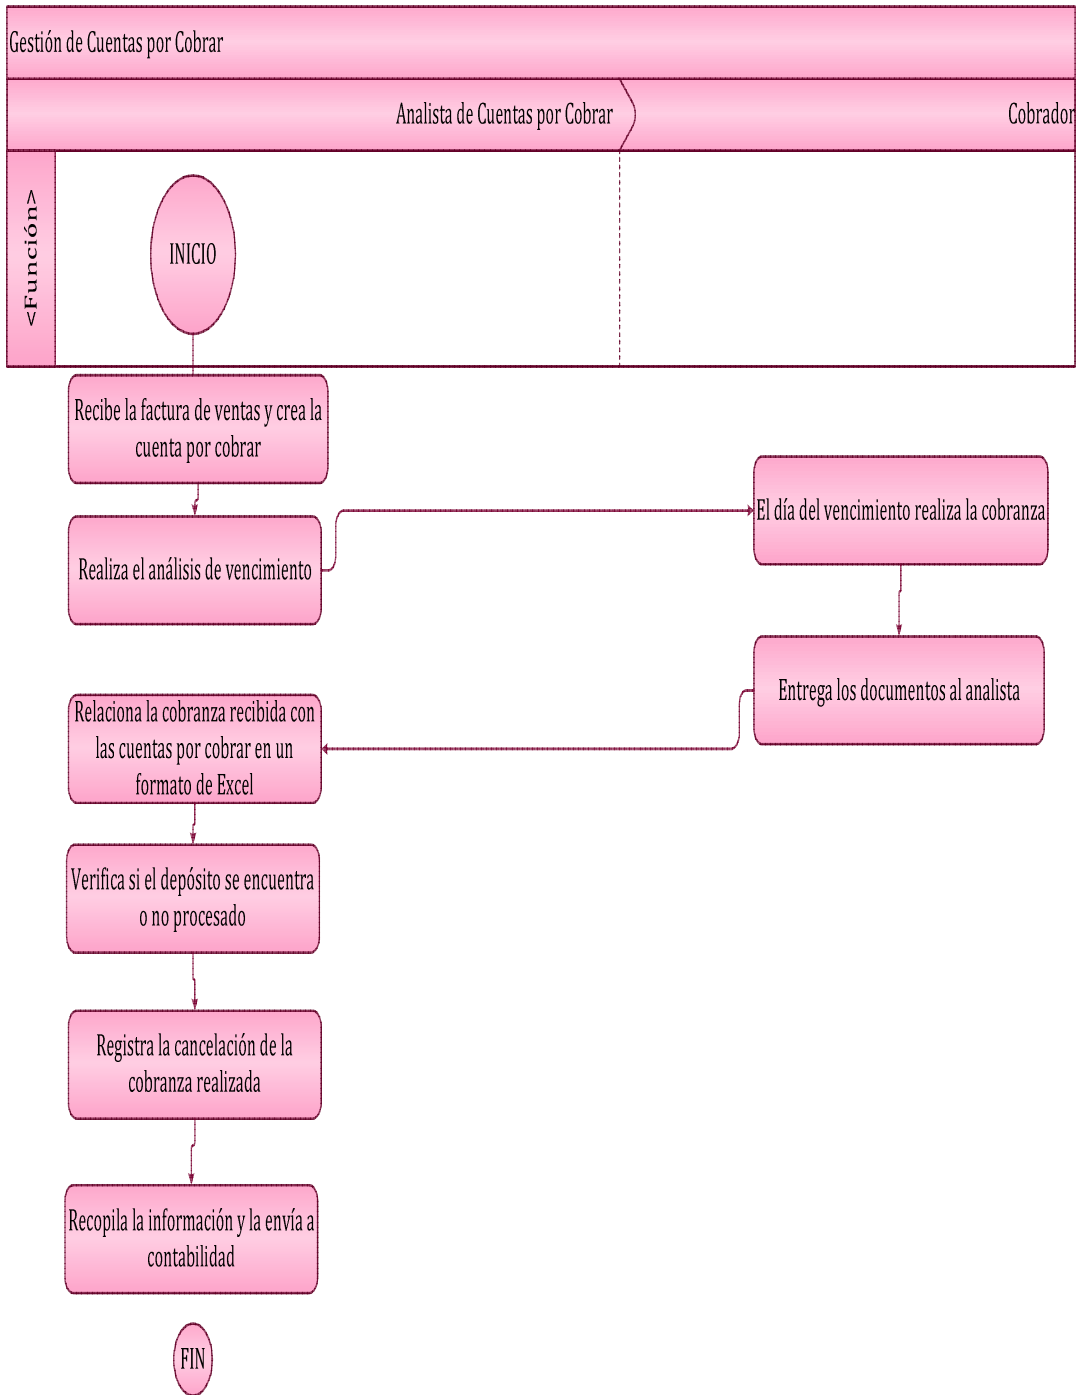 Gestión de Cuentas por Cobrar
Analista de Cuentas por Cobrar
Cobrador
<Función>
INICIO
Recibe la factura de ventas y crea la
cuenta por cobrar
Realiza el análisis de vencimiento
El día del vencimiento realiza la cobranza
Entrega los documentos al analista
Relaciona la cobranza recibida con
las cuentas por cobrar en un
formato de Excel
Verifica si el depósito se encuentra
o no procesado
Registra la cancelación de la
cobranza realizada
Recopila la información y la envía a
contabilidad
FIN